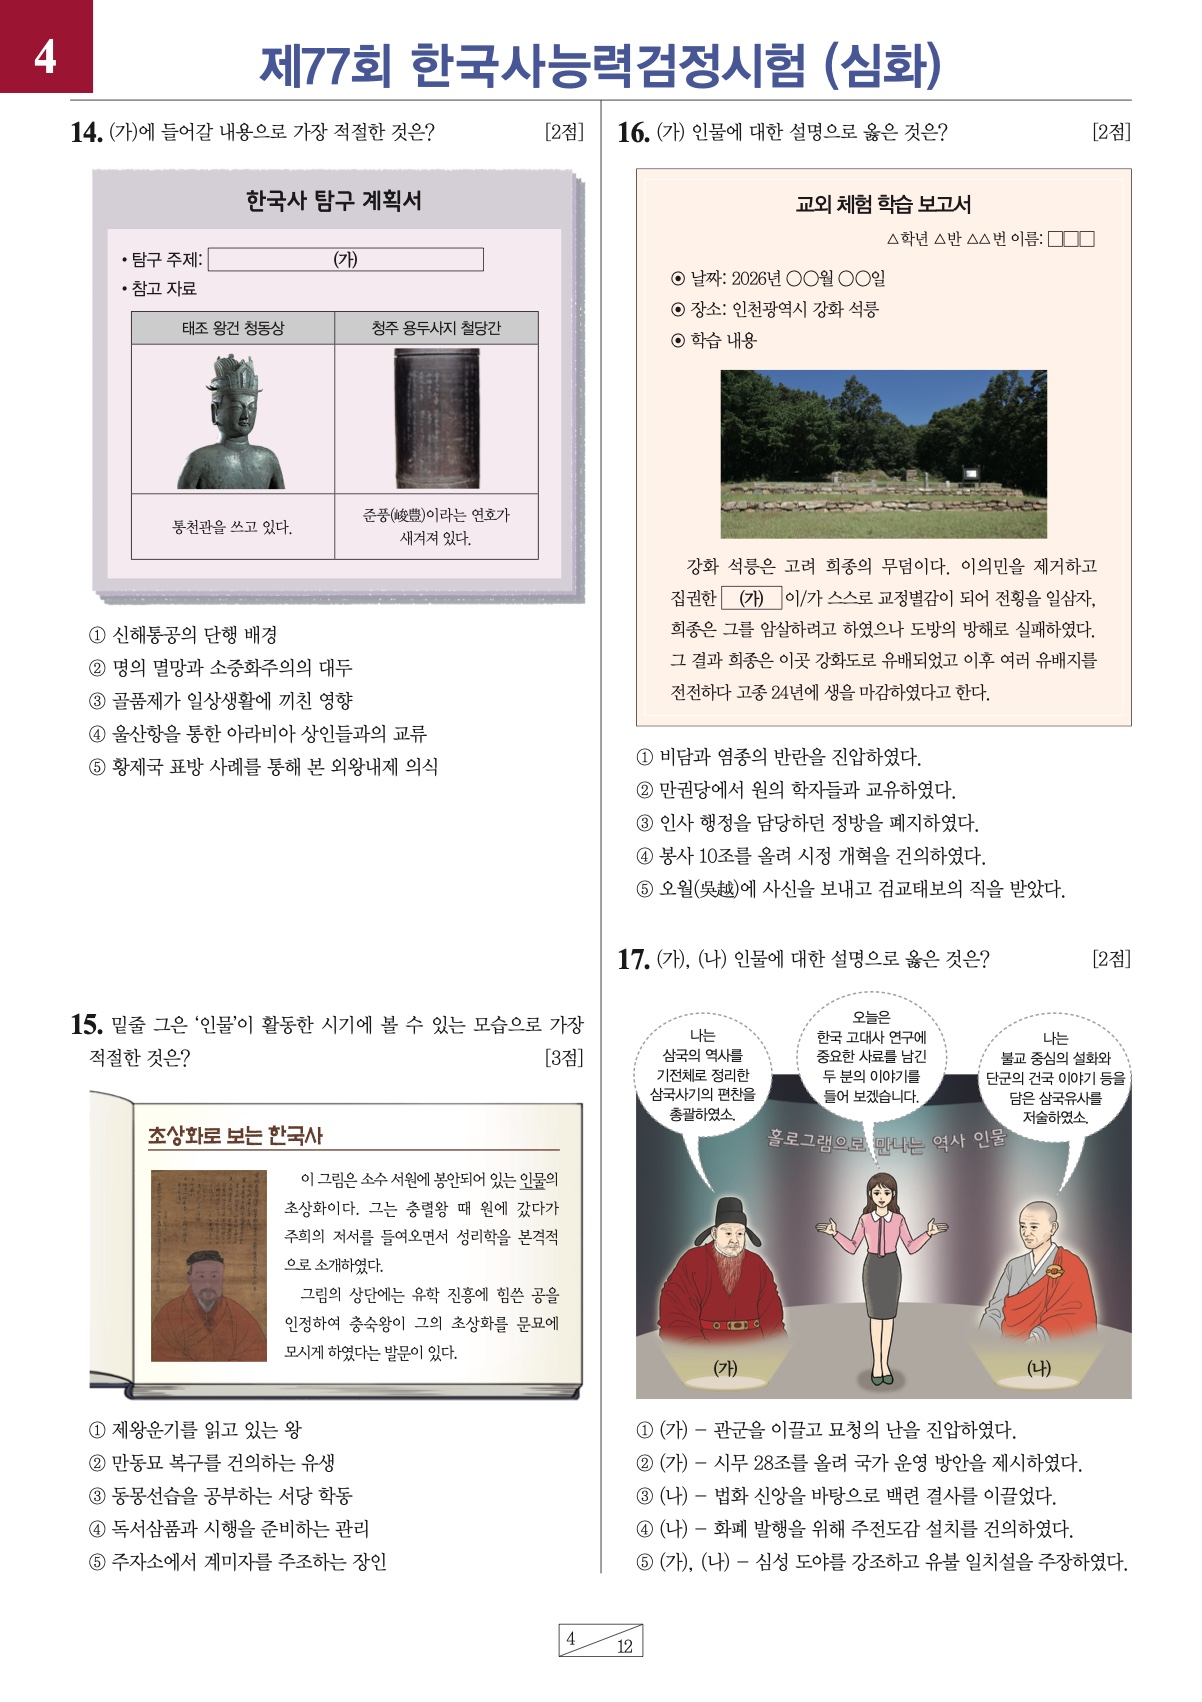 4
제77회 한국사능력검정시험 (심화)
14. (가)에 들어갈 내용으로 가장 적절한 것은? [2점]
한국사 탐구 계획서
• 탐구 주제: (가)
• 참고 자료
태조 왕건 청동상 청주 용두사지 철당간
통천관을 쓰고 있다.
준풍(峻豐)이라는 연호가
새겨져 있다.
① 신해통공의 단행 배경
② 명의 멸망과 소중화주의의 대두
③ 골품제가 일상생활에 끼친 영향
④ 울산항을 통한 아라비아 상인들과의 교류
⑤ 황제국 표방 사례를 통해 본 외왕내제 의식
15. 밑줄 그은 ‘인물’이 활동한 시기에 볼 수 있는 모습으로 가장
적절한 것은? [3점]
초상화로 보는 한국사
이 그림은 소수 서원에 봉안되어 있는 인물의
초상화이다. 그는 충렬왕 때 원에 갔다가
주희의 저서를 들여오면서 성리학을 본격적
으로 소개하였다.
그림의 상단에는 유학 진흥에 힘쓴 공을
인정하여 충숙왕이 그의 초상화를 문묘에
모시게 하였다는 발문이 있다.
① 제왕운기를 읽고 있는 왕
② 만동묘 복구를 건의하는 유생
③ 동몽선습을 공부하는 서당 학동
④ 독서삼품과 시행을 준비하는 관리
⑤ 주자소에서 계미자를 주조하는 장인
16. (가) 인물에 대한 설명으로 옳은 것은? [2점]
교외 체험 학습 보고서
△학년 △반 △△번 이름: □□□
◉ 날짜: 2026년 ○○월 ○○일
◉ 장소: 인천광역시 강화 석릉
◉ 학습 내용
강화 석릉은 고려 희종의 무덤이다. 이의민을 제거하고
집권한 (가) 이/가 스스로 교정별감이 되어 전횡을 일삼자,
희종은 그를 암살하려고 하였으나 도방의 방해로 실패하였다.
그 결과 희종은 이곳 강화도로 유배되었고 이후 여러 유배지를
전전하다 고종 24년에 생을 마감하였다고 한다.
① 비담과 염종의 반란을 진압하였다.
② 만권당에서 원의 학자들과 교유하였다.
③ 인사 행정을 담당하던 정방을 폐지하였다.
④ 봉사 10조를 올려 시정 개혁을 건의하였다.
⑤ 오월(吳越)에 사신을 보내고 검교태보의 직을 받았다.
17. (가), (나) 인물에 대한 설명으로 옳은 것은? [2점]
나는
삼국의 역사를
기전체로 정리한
삼국사기의 편찬을
총괄하였소.
오늘은
한국 고대사 연구에
중요한 사료를 남긴
두 분의 이야기를
들어 보겠습니다.
나는
불교 중심의 설화와
단군의 건국 이야기 등을
담은 삼국유사를
저술하였소.
홀로그램으로 만나는 역사 인물
(가)
(나)
① (가) – 관군을 이끌고 묘청의 난을 진압하였다.
② (가) – 시무 28조를 올려 국가 운영 방안을 제시하였다.
③ (나) – 법화 신앙을 바탕으로 백련 결사를 이끌었다.
④ (나) – 화폐 발행을 위해 주전도감 설치를 건의하였다.
⑤ (가), (나) – 심성 도야를 강조하고 유불 일치설을 주장하였다.
4
12